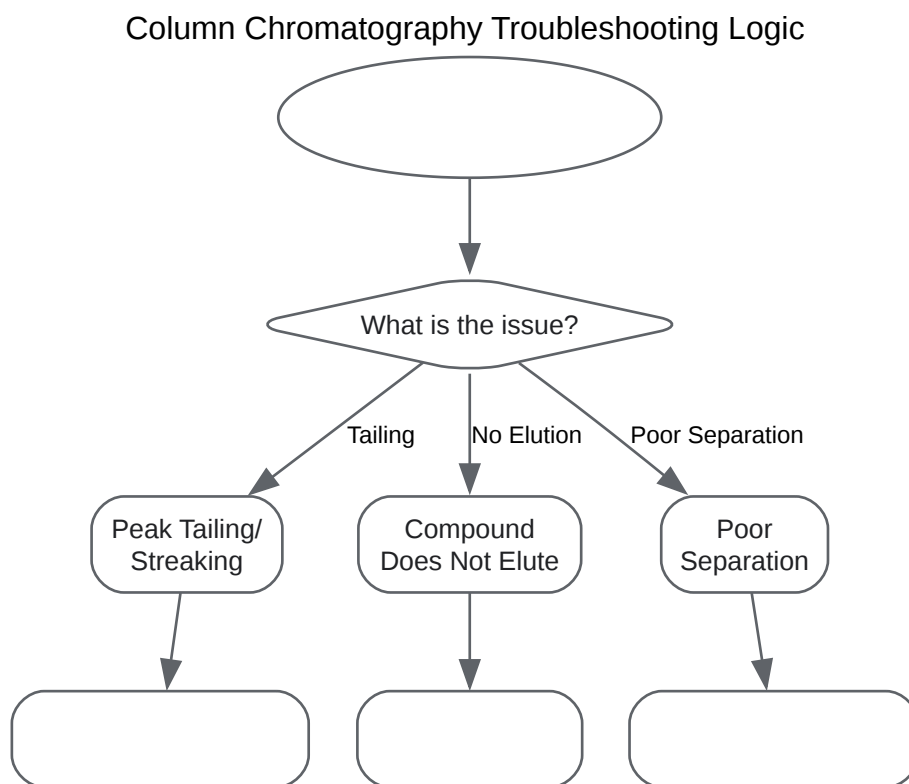 Column Chromatography Troubleshooting Logic
What is the issue?
Tailing
No Elution
Poor Separation
Peak Tailing/
Streaking
Compound
Does Not Elute
Poor
Separation